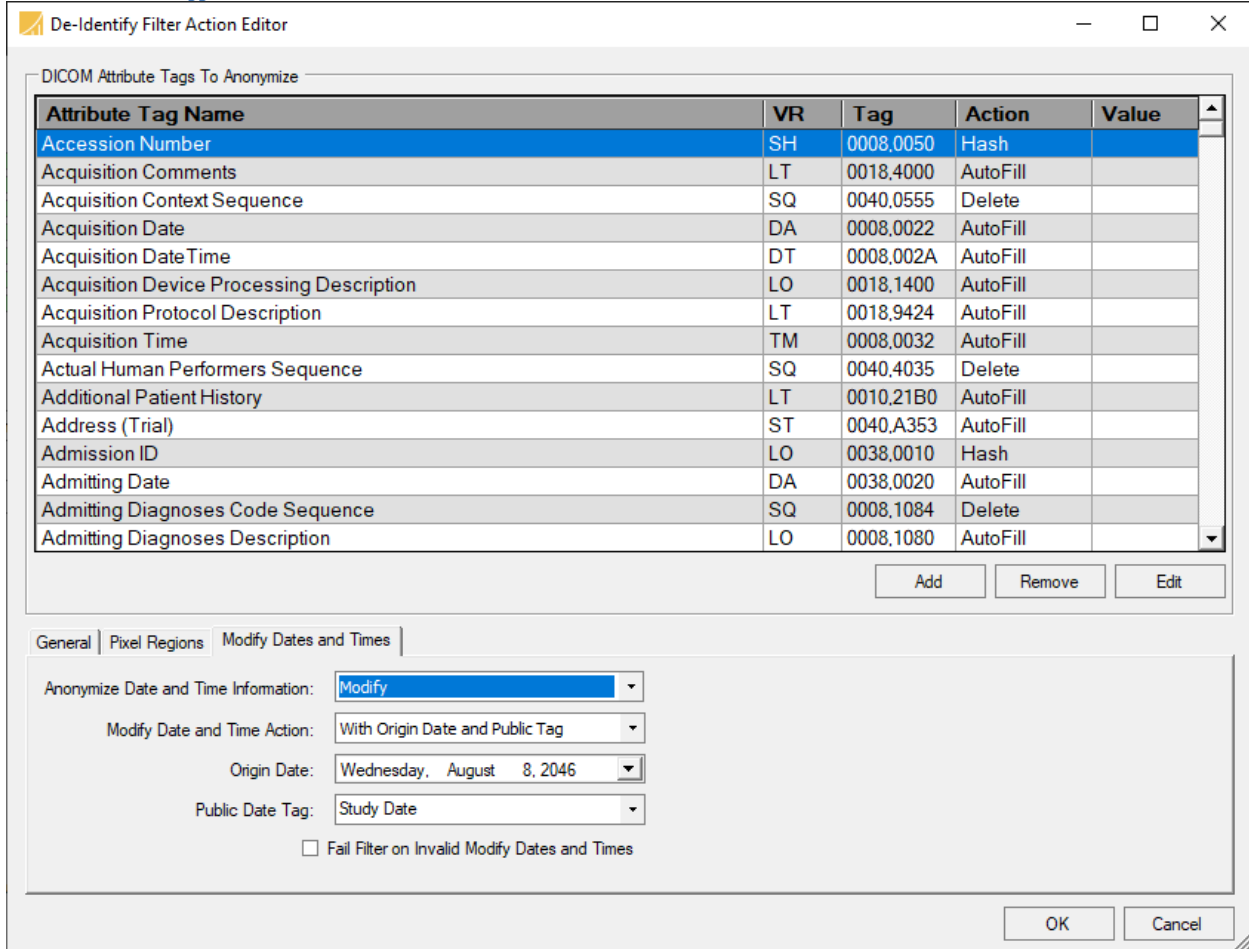 De-Identify Filter Action Editor
DICOM Attribute Tags To Anonymize
Attribute Tag Name VR Tag Action Value
Accession Number SH 0008,0050 Hash
Acquisition Comments LT 0018,4000 AutoFill
Acquisition Context Sequence SQ 0040,0555 Delete
Acquisition Date DA 0008,0022 AutoFill
Acquisition DateTime DT 0008,002A AutoFill
Acquisition Device Processing Description LO 0018,1400 AutoFill
Acquisition Protocol Description LT 0018,9424 AutoFill
Acquisition Time TM 0008,0032 AutoFill
Actual Human Performers Sequence SQ 0040,4035 Delete
Additional Patient History LT 0010,21B0 AutoFill
Address (Trial) ST 0040,A353 AutoFill
Admission ID LO 0038,0010 Hash
Admitting Date DA 0038,0020 AutoFill
Admitting Diagnoses Code Sequence SQ 0008,1084 Delete
Admitting Diagnoses Description LO 0008,1080 AutoFill
Add Remove Edit
General Pixel Regions Modify Dates and Times
Anonymize Date and Time Information: Modify
Modify Date and Time Action: With Origin Date and Public Tag
Origin Date: Wednesday, August 8, 2046
Public Date Tag: Study Date
Fail Filter on Invalid Modify Dates and Times
OK Cancel